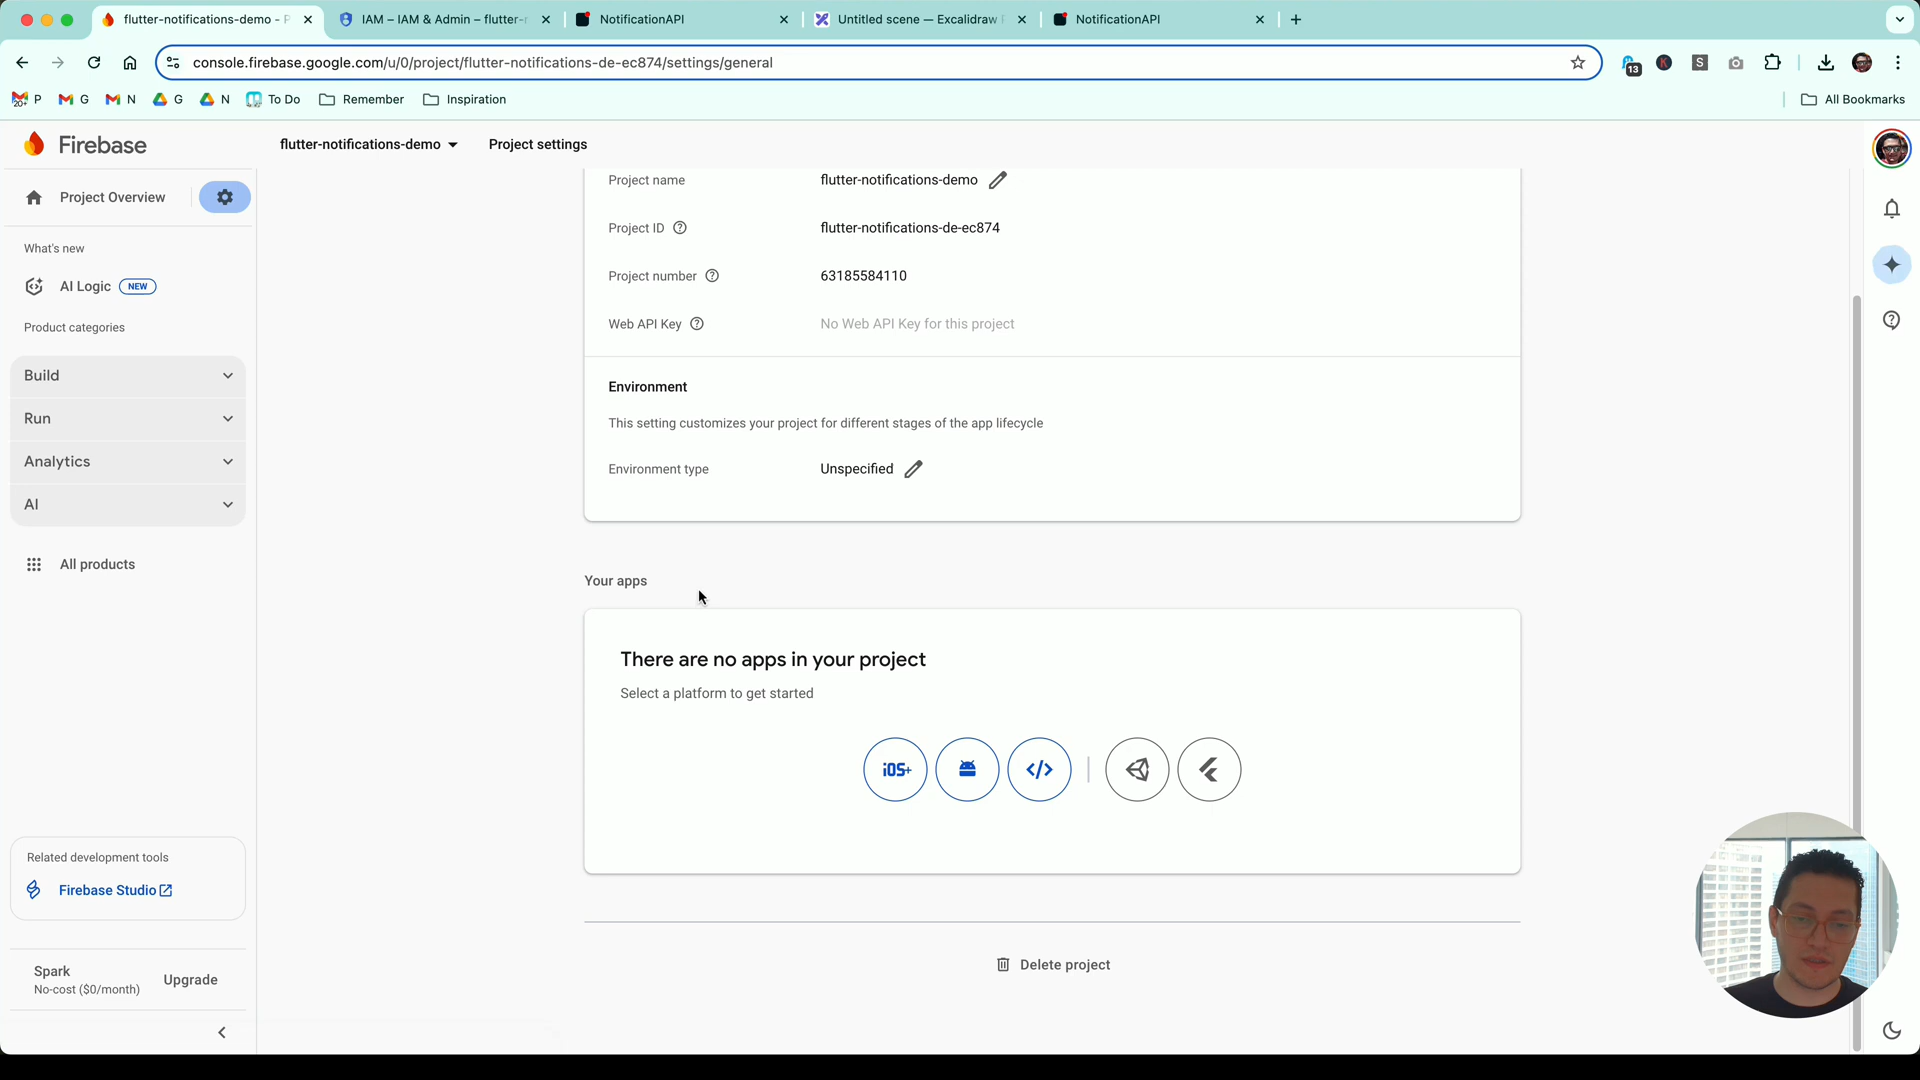 flutter-notifications-demo - P
IAM – IAM & Admin – flutter-n
NotificationAPI
Untitled scene — Excalidraw
NotificationAPI
console.firebase.google.com/u/0/project/flutter-notifications-de-ec874/settings/general
13
K
S
20+ P
G
N
G
N
To Do
Remember
Inspiration
All Bookmarks
Firebase
flutter-notifications-demo
Project settings
Project Overview
What's new
AI Logic NEW
Product categories
Build
Run
Analytics
AI
All products
Related development tools
Firebase Studio
Spark
No-cost ($0/month)
Upgrade
Project name
flutter-notifications-demo
Project ID
flutter-notifications-de-ec874
Project number
63185584110
Web API Key
No Web API Key for this project
Environment
This setting customizes your project for different stages of the app lifecycle
Environment type
Unspecified
Your apps
There are no apps in your project
Select a platform to get started
iOS+
Delete project